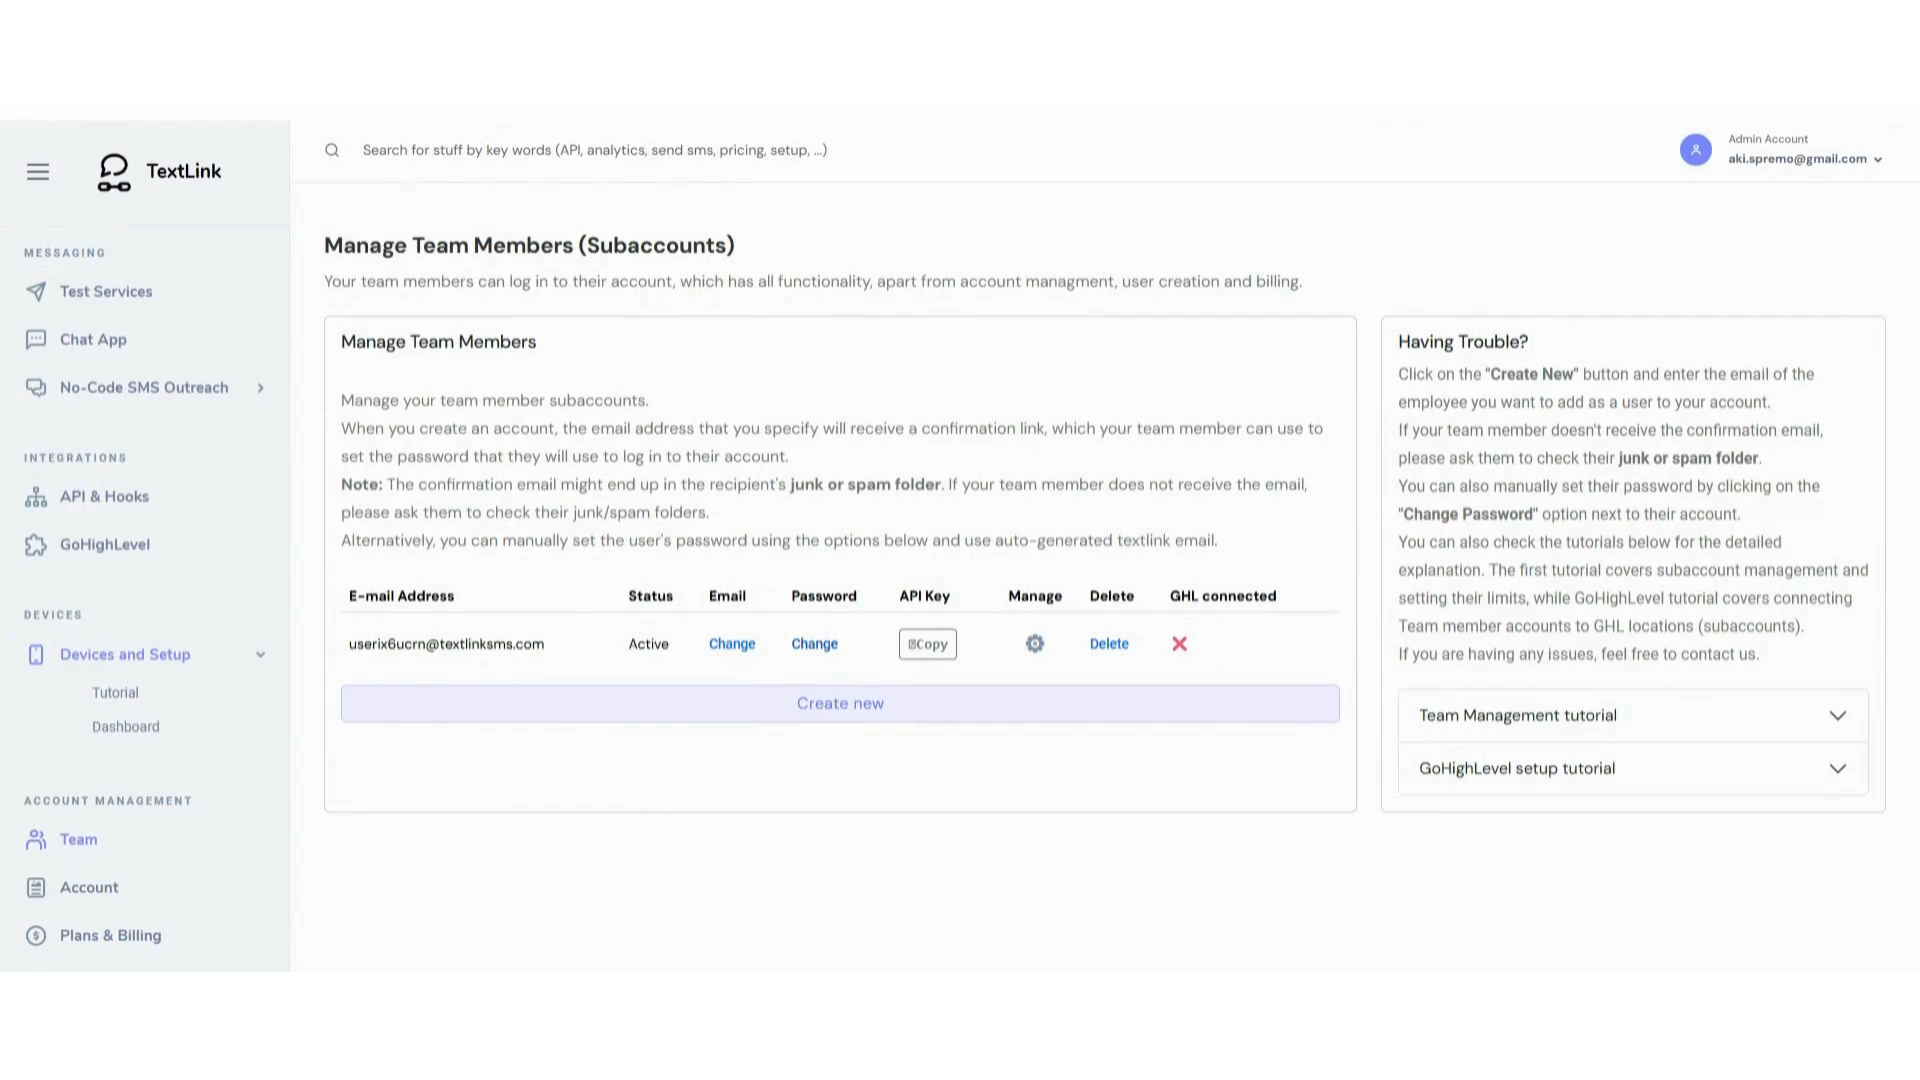 TextLink
Search for stuff by key words (API, analytics, send sms, pricing, setup, ...)
Admin Account
aki.spremo@gmail.com
MESSAGING
Test Services
Chat App
No-Code SMS Outreach
INTEGRATIONS
API & Hooks
GoHighLevel
DEVICES
Devices and Setup
Tutorial
Dashboard
ACCOUNT MANAGEMENT
Team
Account
Plans & Billing
Manage Team Members (Subaccounts)
Your team members can log in to their account, which has all functionality, apart from account managment, user creation and billing.
Manage Team Members
Manage your team member subaccounts.
When you create an account, the email address that you specify will receive a confirmation link, which your team member can use to
set the password that they will use to log in to their account.
Note: The confirmation email might end up in the recipient's junk or spam folder. If your team member does not receive the email,
please ask them to check their junk/spam folders.
Alternatively, you can manually set the user's password using the options below and use auto-generated textlink email.
E-mail Address Status Email Password API Key Manage Delete GHL connected
userix6ucrn@textlinksms.com Active Change Change Copy Delete
Create new
Having Trouble?
Click on the "Create New" button and enter the email of the
employee you want to add as a user to your account.
If your team member doesn't receive the confirmation email,
please ask them to check their junk or spam folder.
You can also manually set their password by clicking on the
"Change Password" option next to their account.
You can also check the tutorials below for the detailed
explanation. The first tutorial covers subaccount management and
setting their limits, while GoHighLevel tutorial covers connecting
Team member accounts to GHL locations (subaccounts).
If you are having any issues, feel free to contact us.
Team Management tutorial
GoHighLevel setup tutorial